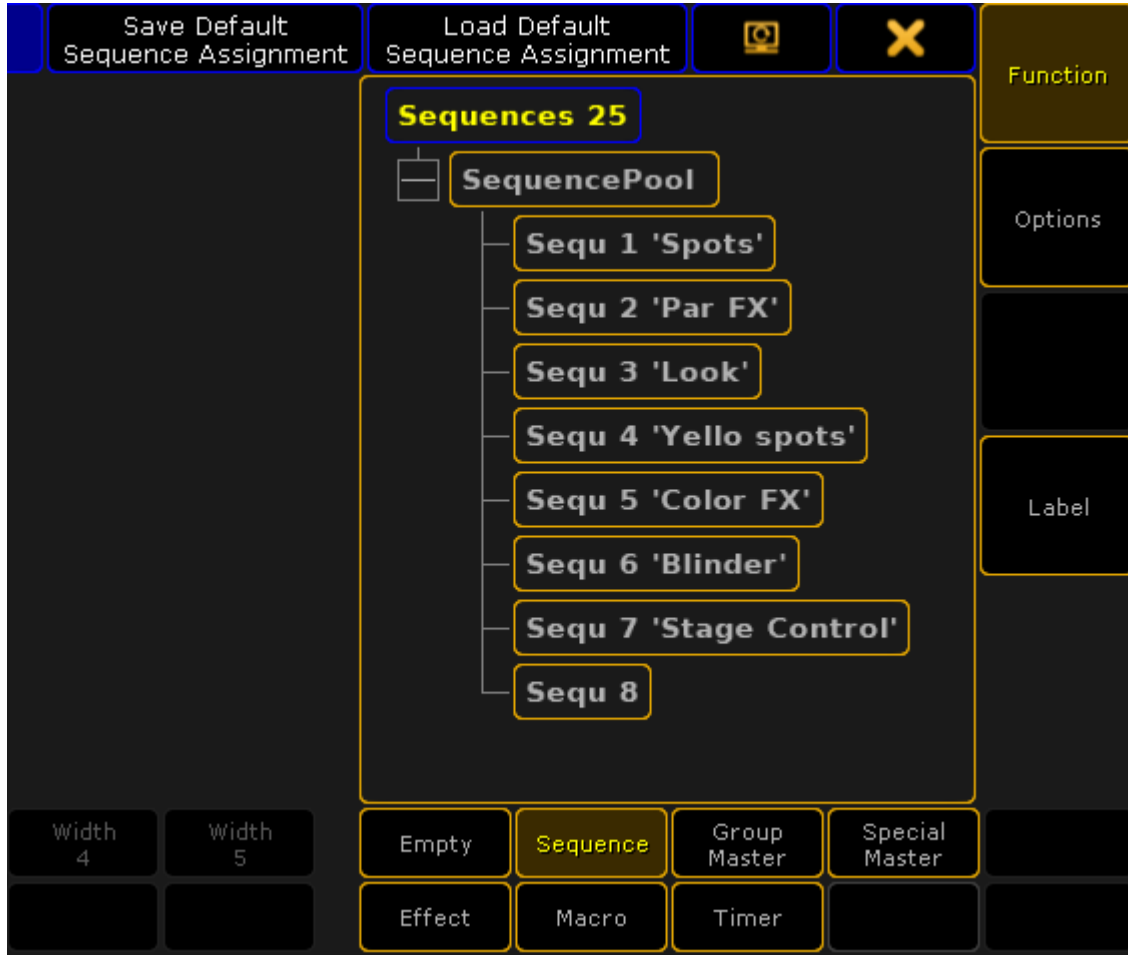 Save Default
Sequence Assignment
Load Default
Sequence Assignment
Function
Sequences 25
SequencePool
Options
Sequ 1 'Spots'
Sequ 2 'Par FX'
Sequ 3 'Look'
Sequ 4 'Yello spots'
Sequ 5 'Color FX'
Label
Sequ 6 'Blinder'
Sequ 7 'Stage Control'
Sequ 8
Width
4
Width
5
Empty
Sequence
Group
Master
Special
Master
Effect
Macro
Timer